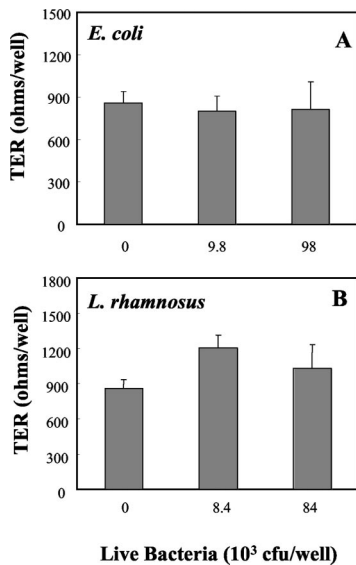 E. coli
A
TER (ohms/well)
1500
1200
900
600
300
0
0 9.8 98
L. rhamnosus
B
TER (ohms/well)
1800
1500
1200
900
600
300
0
0 8.4 84
Live Bacteria (10³ cfu/well)